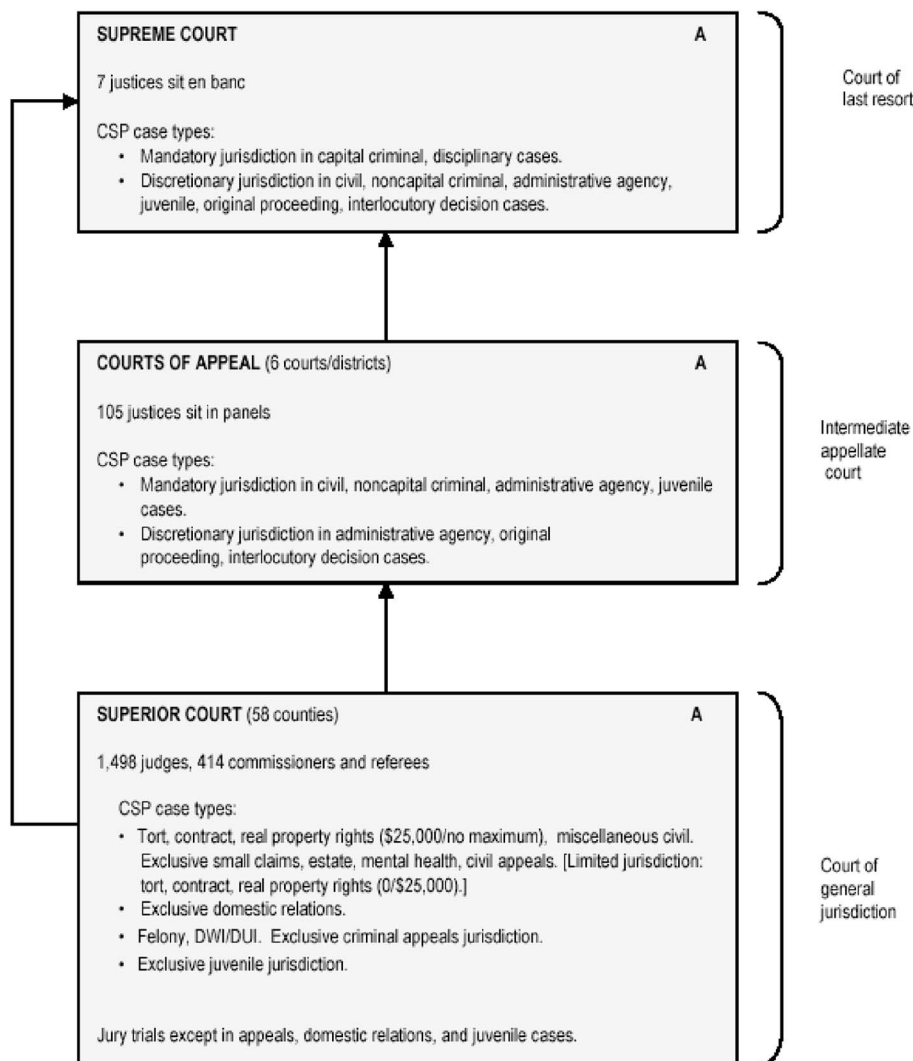 SUPREME COURT A
7 justices sit en banc
CSP case types:
• Mandatory jurisdiction in capital criminal, disciplinary cases.
• Discretionary jurisdiction in civil, noncapital criminal, administrative agency,
juvenile, original proceeding, interlocutory decision cases.
Court of
last resort
COURTS OF APPEAL (6 courts/districts) A
105 justices sit in panels
CSP case types:
• Mandatory jurisdiction in civil, noncapital criminal, administrative agency, juvenile
cases.
• Discretionary jurisdiction in administrative agency, original
proceeding, interlocutory decision cases.
Intermediate
appellate
court
SUPERIOR COURT (58 counties) A
1,498 judges, 414 commissioners and referees
CSP case types:
• Tort, contract, real property rights ($25,000/no maximum), miscellaneous civil.
Exclusive small claims, estate, mental health, civil appeals. [Limited jurisdiction:
tort, contract, real property rights (0/$25,000).]
• Exclusive domestic relations.
• Felony, DWI/DUI. Exclusive criminal appeals jurisdiction.
• Exclusive juvenile jurisdiction.
Jury trials except in appeals, domestic relations, and juvenile cases.
Court of
general
jurisdiction